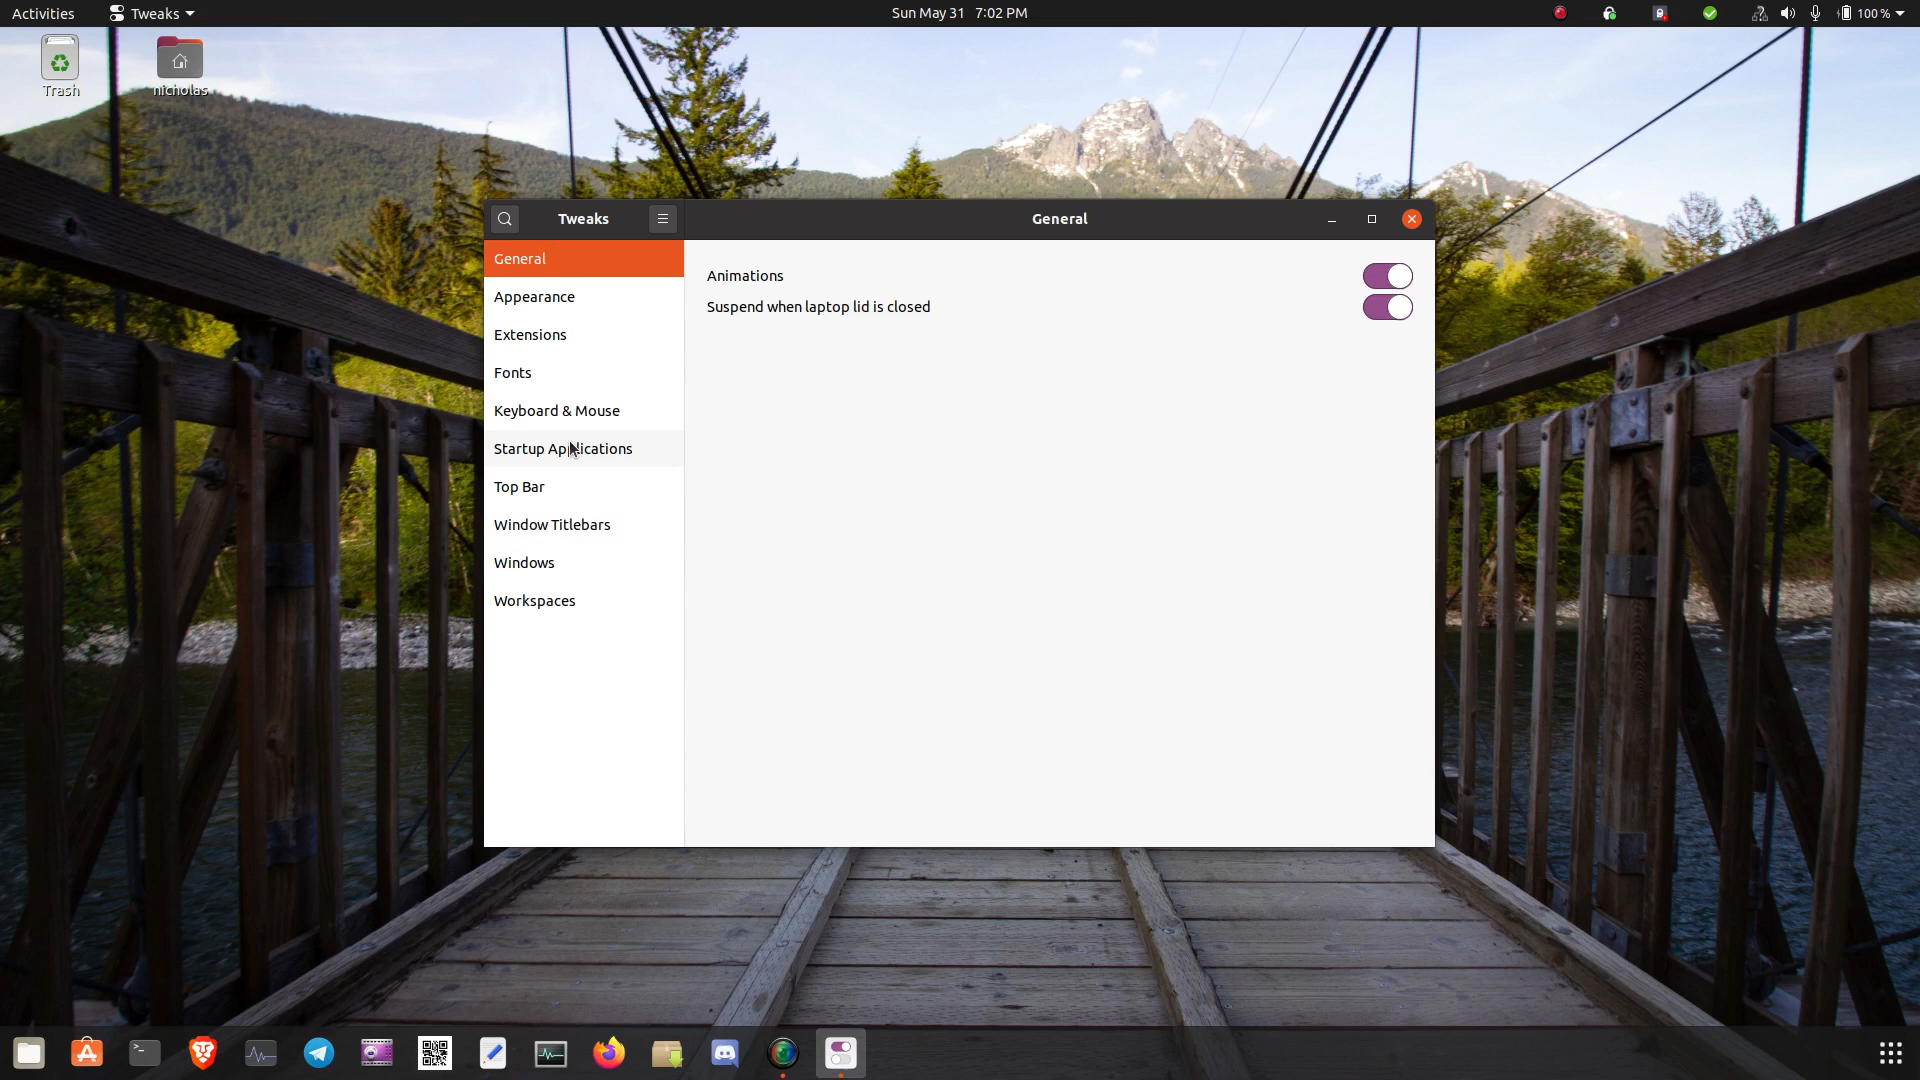 Activities
Tweaks
Sun May 31 7:02 PM
100 %
Trash
nicholas
Tweaks
General
General
Appearance
Extensions
Fonts
Keyboard & Mouse
Startup Applications
Top Bar
Window Titlebars
Windows
Workspaces
Animations
Suspend when laptop lid is closed